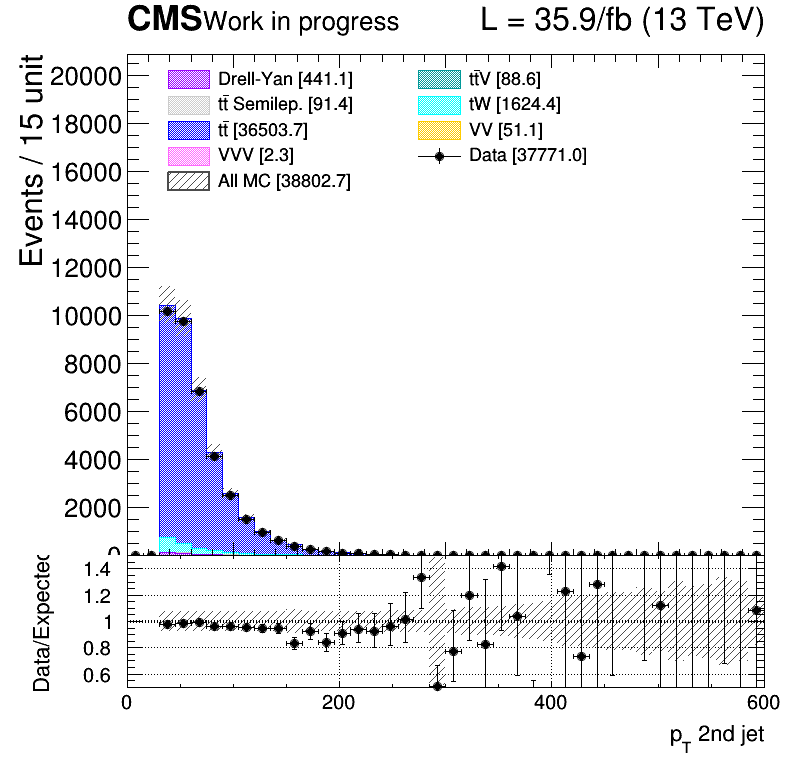 CMS Work in progress L = 35.9/fb (13 TeV)
Events / 15 unit
20000
18000
16000
14000
12000
10000
8000
6000
4000
2000
0
Drell-Yan [441.1]
tt̄ Semilep. [91.4]
tt̄ [36503.7]
VVV [2.3]
All MC [38802.7]
tt̄V [88.6]
tW [1624.4]
VV [51.1]
Data [37771.0]
Data/Expected
1.4
1.2
1
0.8
0.6
0 200 400 600
p_T 2nd jet